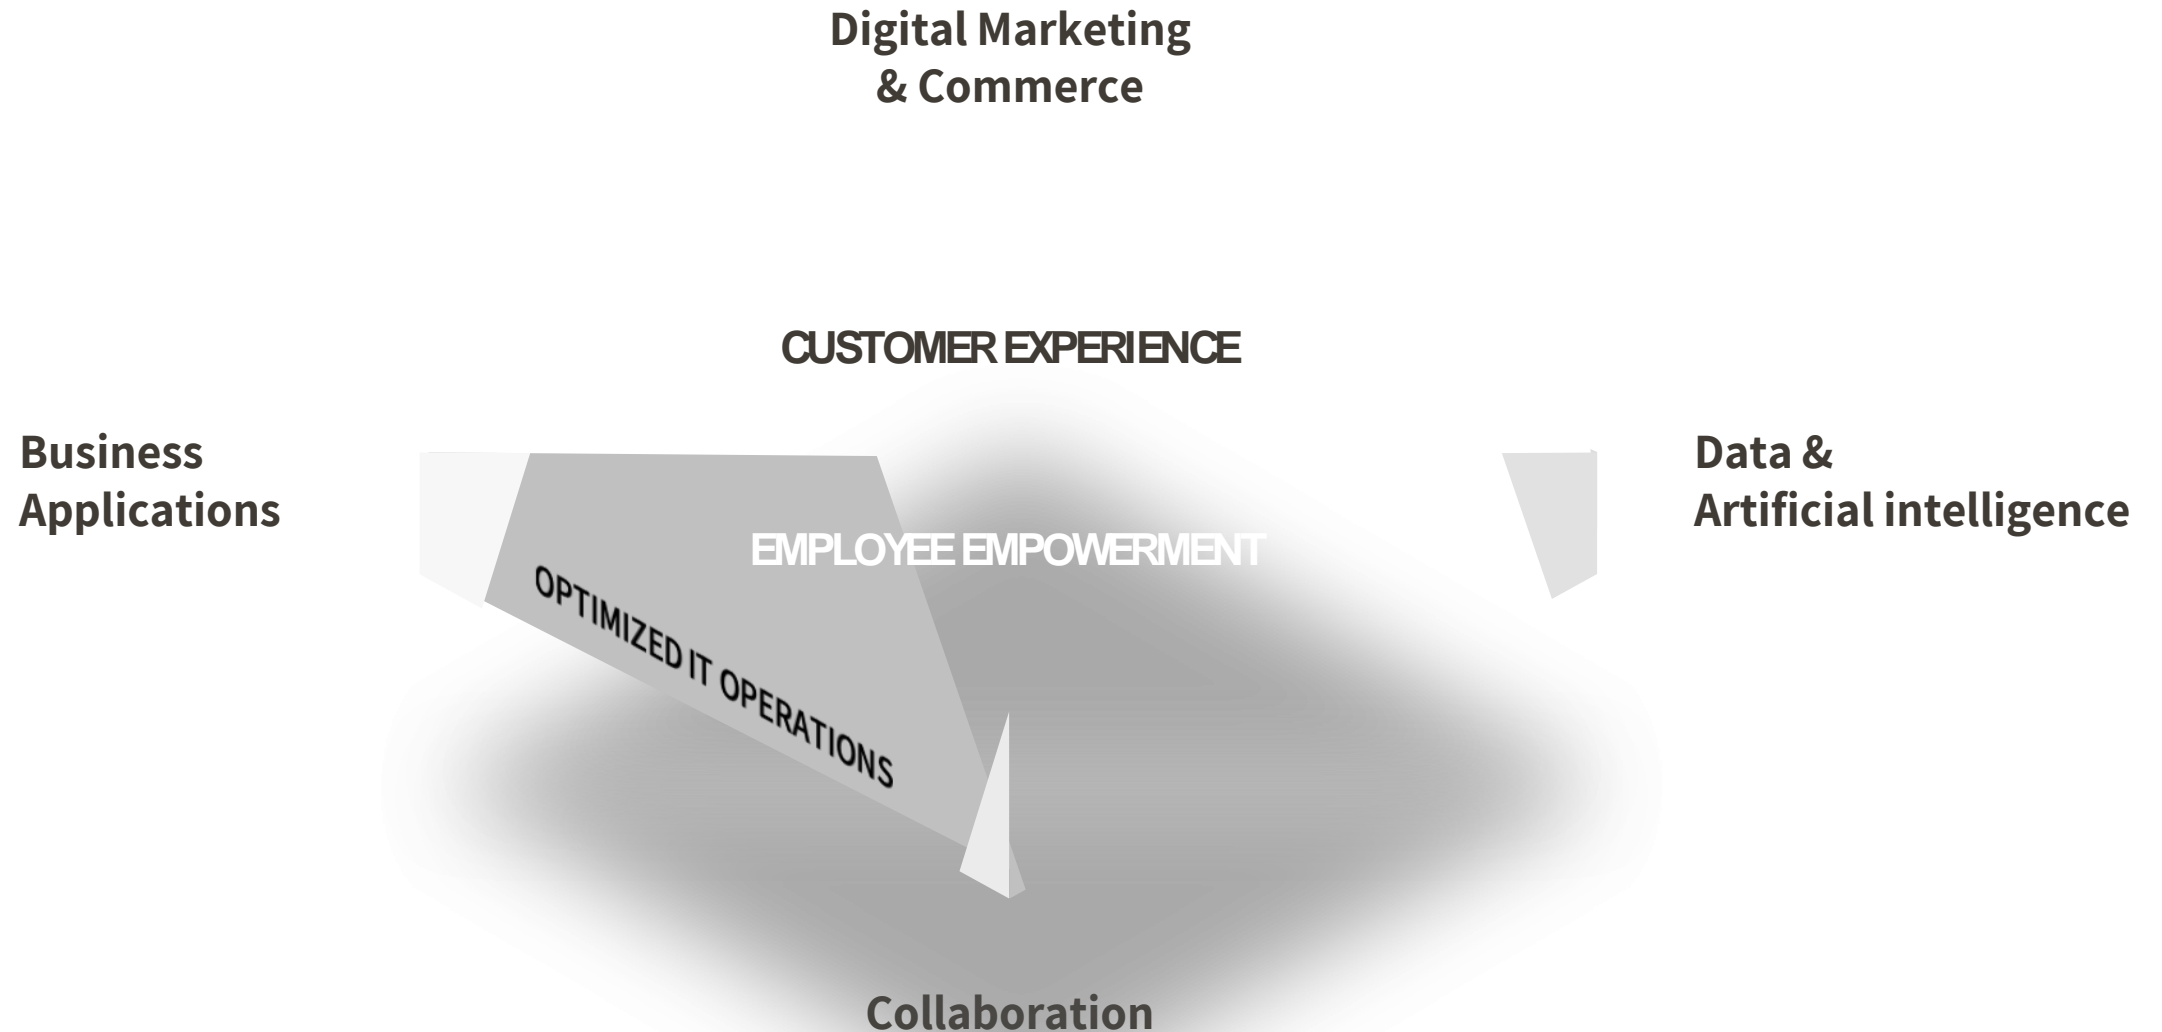 Digital Marketing
& Commerce
CUSTOMER EXPERIENCE
Business
Applications
Data &
Artificial intelligence
EMPLOYEE EMPOWERMENT
OPTIMIZED IT OPERATIONS
Collaboration